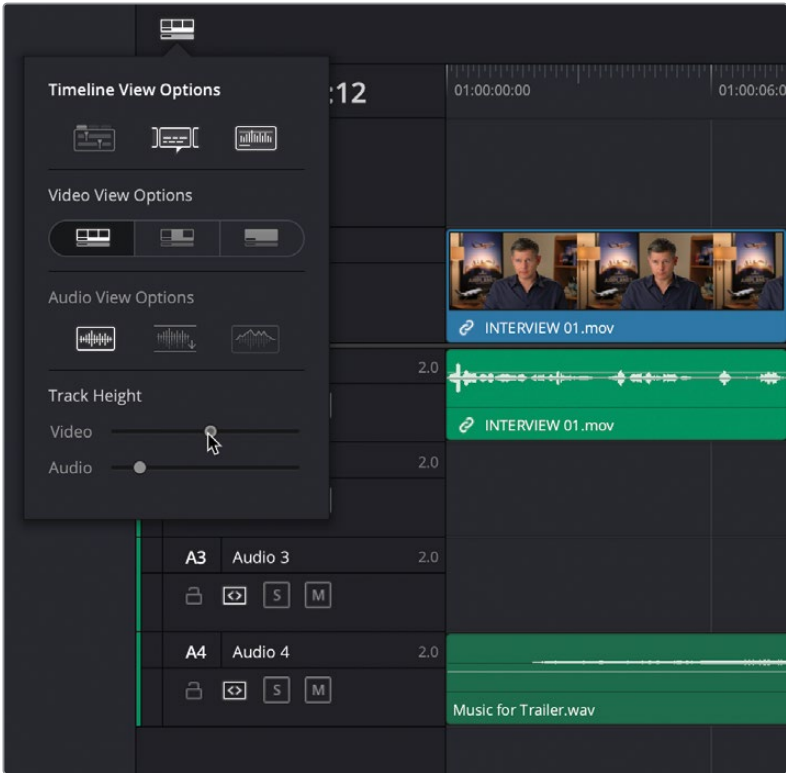 Timeline View Options
:12
01:00:00:00
01:00:06:0
Video View Options
Audio View Options
INTERVIEW 01.mov
2.0
Track Height
Video
INTERVIEW 01.mov
Audio
2.0
A3 Audio 3 2.0
S M
A4 Audio 4 2.0
S M
Music for Trailer.wav